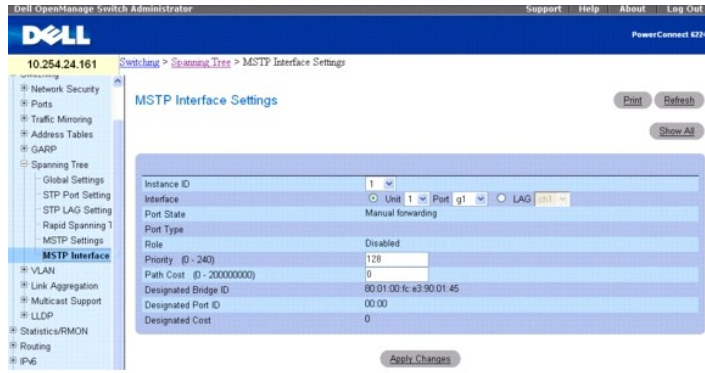 Dell OpenManage Switch Administrator Support Help About Log Out
DELL
PowerConnect 622
10.254.24.161
Switching > Spanning Tree > MSTP Interface Settings
Network Security
Ports
Traffic Mirroring
Address Tables
GARP
Spanning Tree
Global Settings
STP Port Setting
STP LAG Setting
Rapid Spanning T
MSTP Settings
MSTP Interface
VLAN
Link Aggregation
Multicast Support
LLDP
Statistics/RMON
Routing
IPv6
MSTP Interface Settings
Print Refresh
Show All
Instance ID 1
Interface Unit 1 Port g1 LAG ch1
Port State Manual forwarding
Port Type
Role Disabled
Priority (0 - 240) 128
Path Cost (0 - 200000000) 0
Designated Bridge ID 80:01:00:fc:e3:90:01:45
Designated Port ID 00:00
Designated Cost 0
Apply Changes